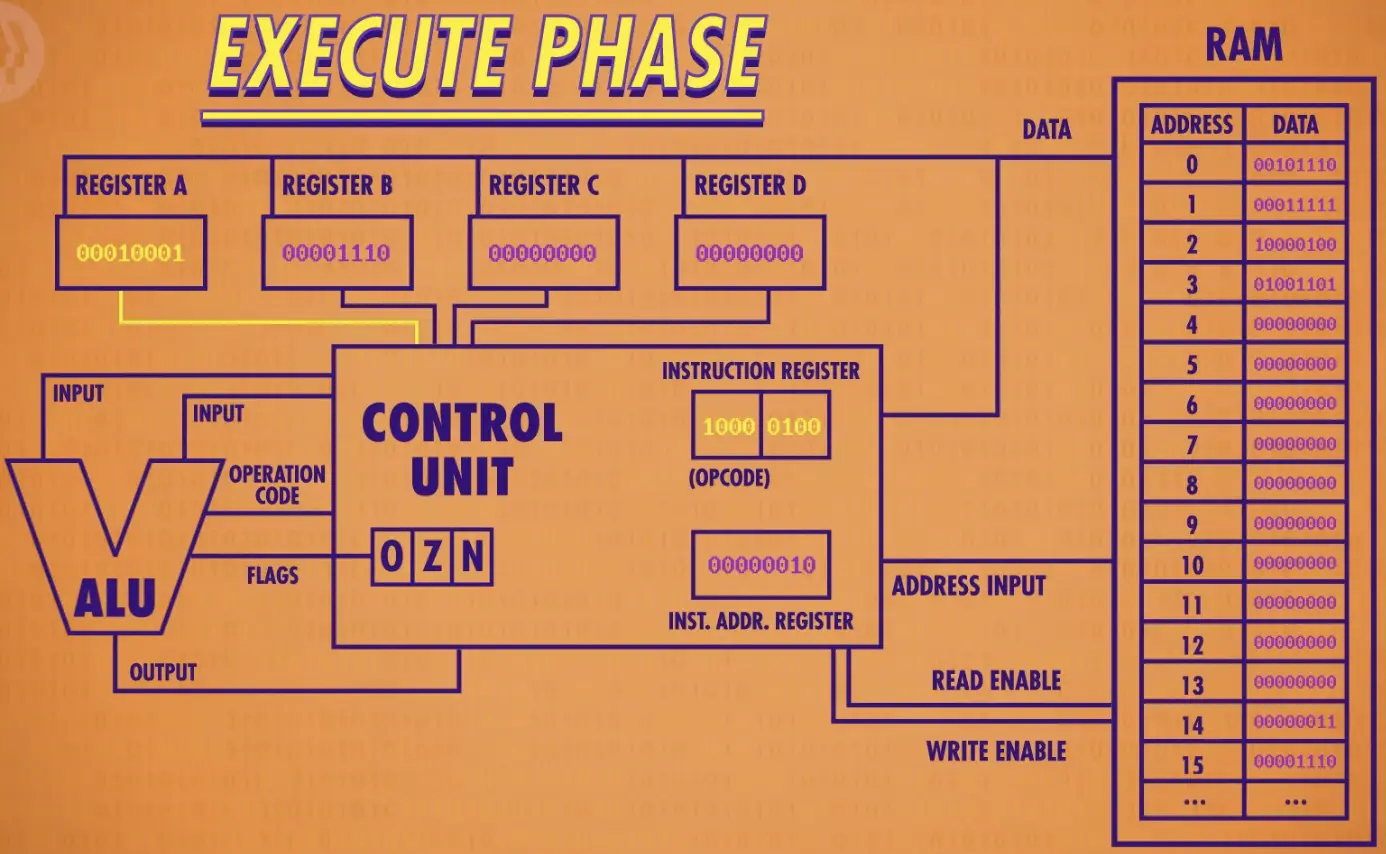 EXECUTE PHASE
RAM
DATA
ADDRESS DATA
0 00101110
1 00011111
2 10000100
3 01001101
4 00000000
5 00000000
6 00000000
7 00000000
8 00000000
9 00000000
10 00000000
11 00000000
12 00000000
13 00000000
14 00000011
15 00001110
... ...
REGISTER A
00010001
REGISTER B
00001110
REGISTER C
00000000
REGISTER D
00000000
INPUT
INPUT
CONTROL
UNIT
INSTRUCTION REGISTER
1000 0100
(OPCODE)
OPERATION
CODE
FLAGS
O Z N
ALU
OUTPUT
00000010
INST. ADDR. REGISTER
ADDRESS INPUT
READ ENABLE
WRITE ENABLE